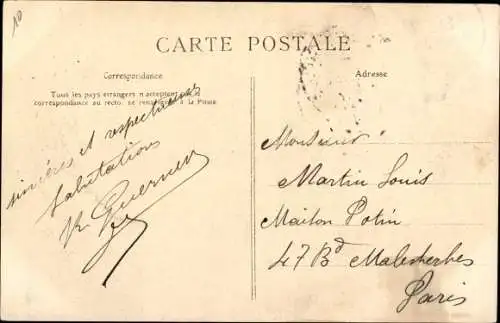 10
CARTE POSTALE
Correspondance
Tous les pays étrangers n'acceptent pas la
correspondance au recto, se renseigner à la Poste
sincères et respectueuses
salutations
Adresse
Monsieur
Martin Louis
Maison Potin
47 Bd Malesherbes
Paris